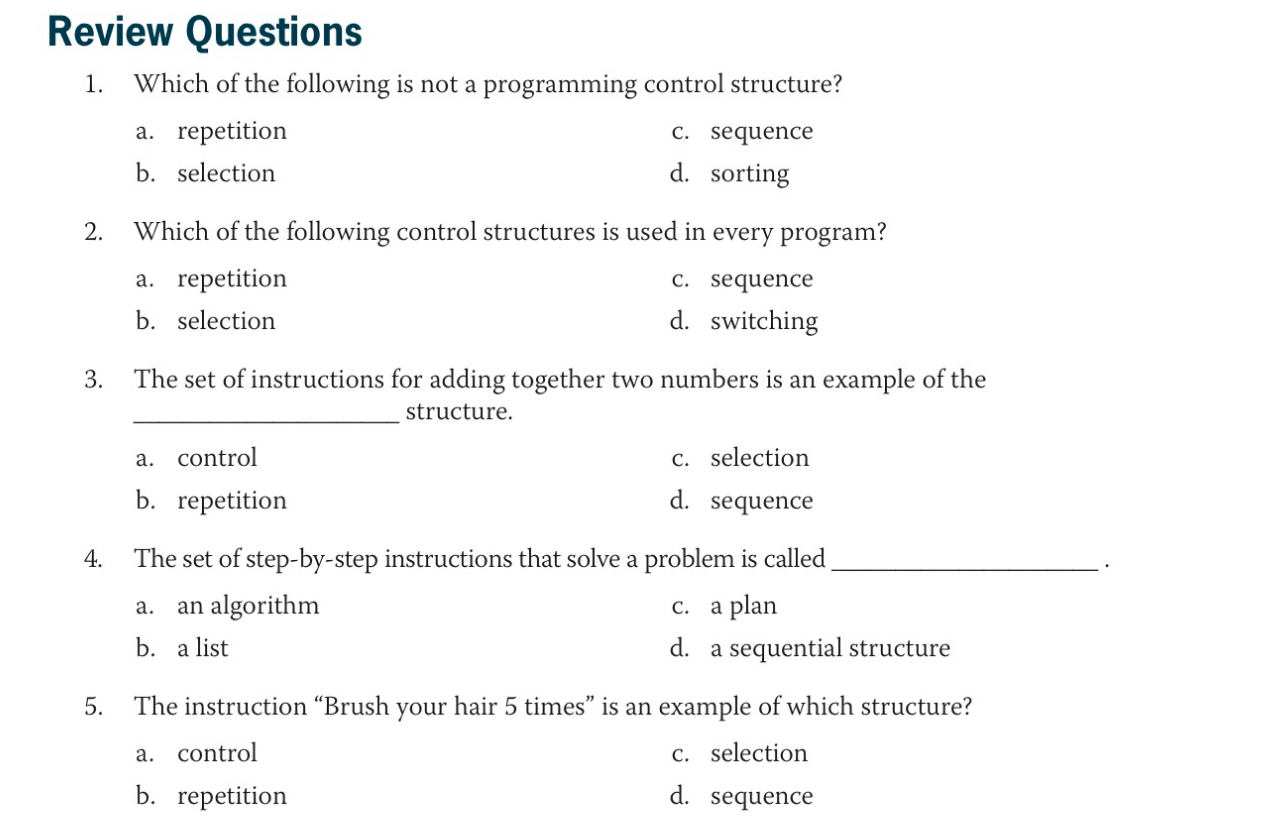 Review Questions
1. Which of the following is not a programming control structure?
a. repetition c. sequence
b. selection d. sorting
2. Which of the following control structures is used in every program?
a. repetition c. sequence
b. selection d. switching
3. The set of instructions for adding together two numbers is an example of the
____________________ structure.
a. control c. selection
b. repetition d. sequence
4. The set of step-by-step instructions that solve a problem is called ____________________ .
a. an algorithm c. a plan
b. a list d. a sequential structure
5. The instruction “Brush your hair 5 times” is an example of which structure?
a. control c. selection
b. repetition d. sequence